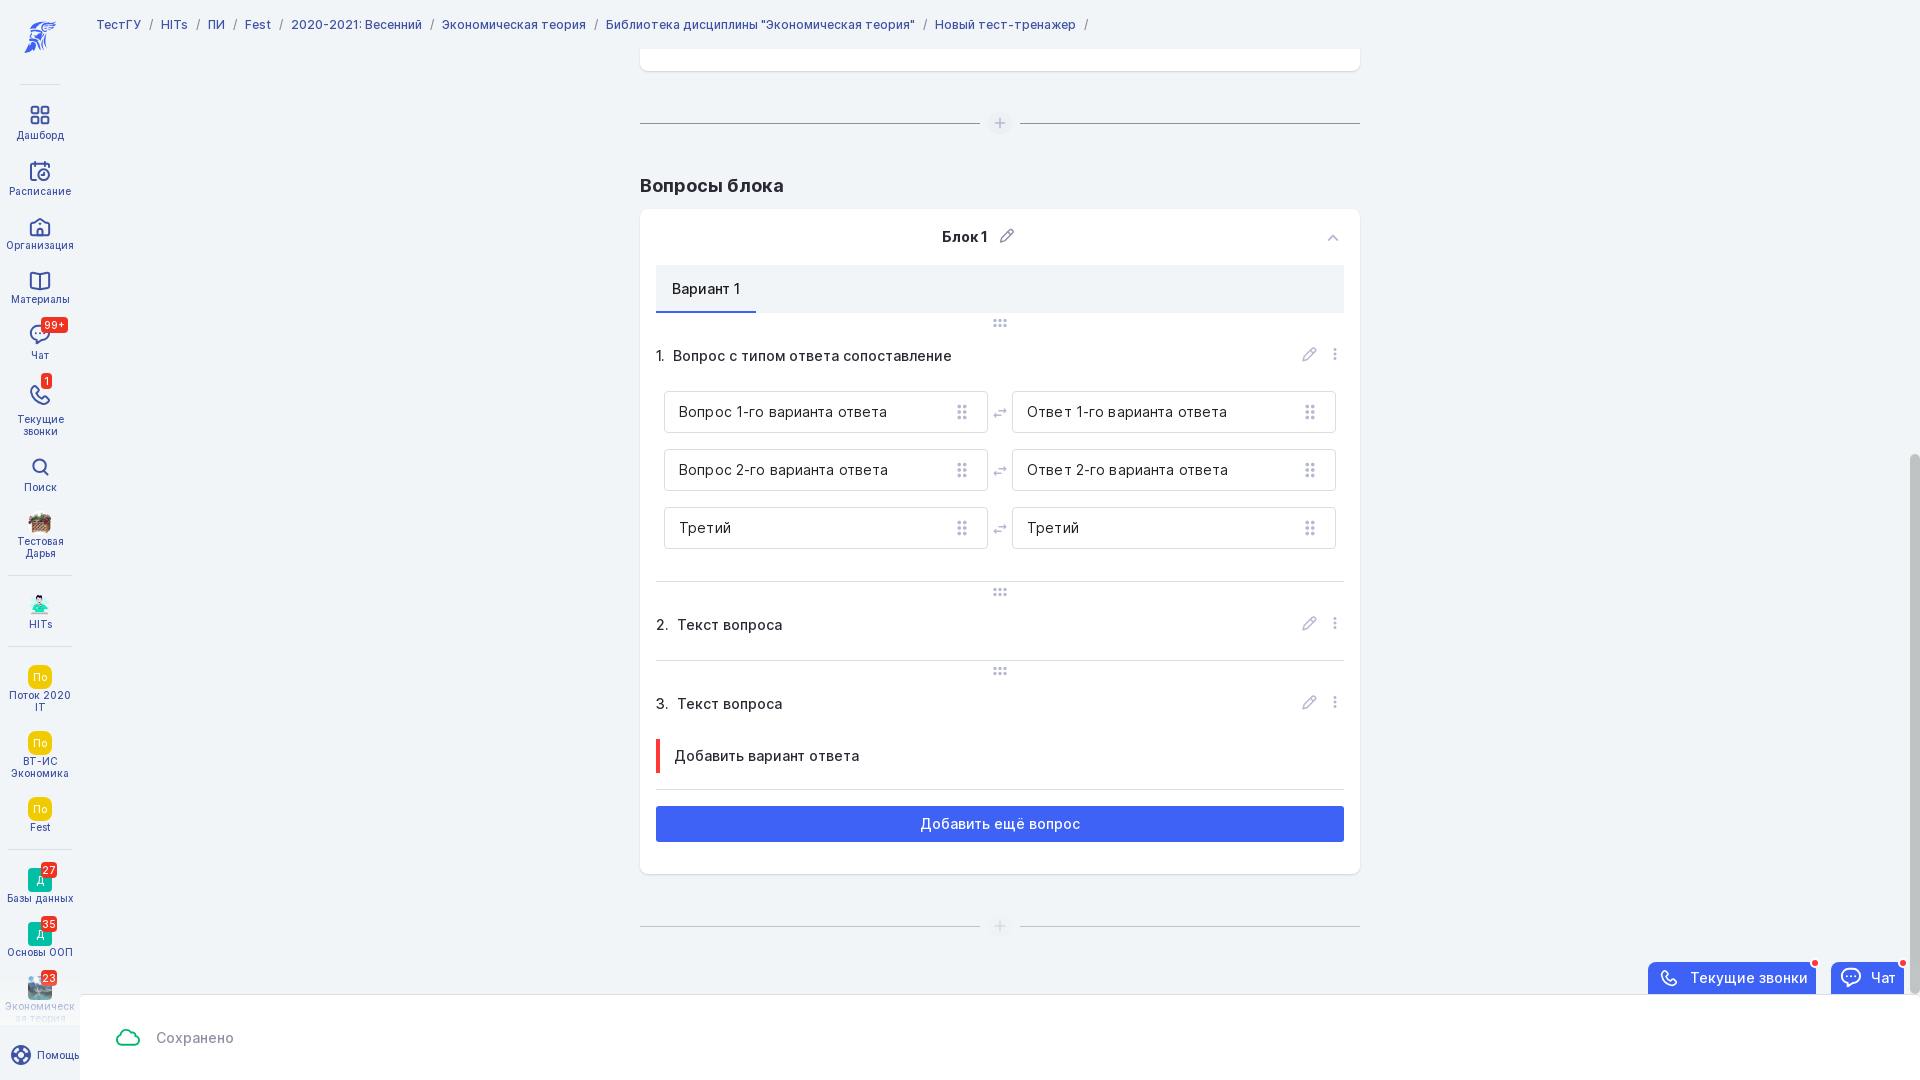 ТестГУ / HITs / ПИ / Fest / 2020-2021: Весенний / Экономическая теория / Библиотека дисциплины "Экономическая теория" / Новый тест-тренажер /
Дашборд
Расписание
Организация
Материалы
99+
Чат
1
Текущие
звонки
Поиск
Тестовая
Дарья
HITs
По
Поток 2020
IT
По
ВТ-ИС
Экономика
По
Fest
27
Д
Базы данных
35
Д
Основы ООП
23
Экономическ
ая теория
Помощь
Вопросы блока
Блок 1
Вариант 1
1. Вопрос с типом ответа сопоставление
Вопрос 1-го варианта ответа
Ответ 1-го варианта ответа
Вопрос 2-го варианта ответа
Ответ 2-го варианта ответа
Третий
Третий
2. Текст вопроса
3. Текст вопроса
Добавить вариант ответа
Добавить ещё вопрос
Текущие звонки
Чат
Сохранено